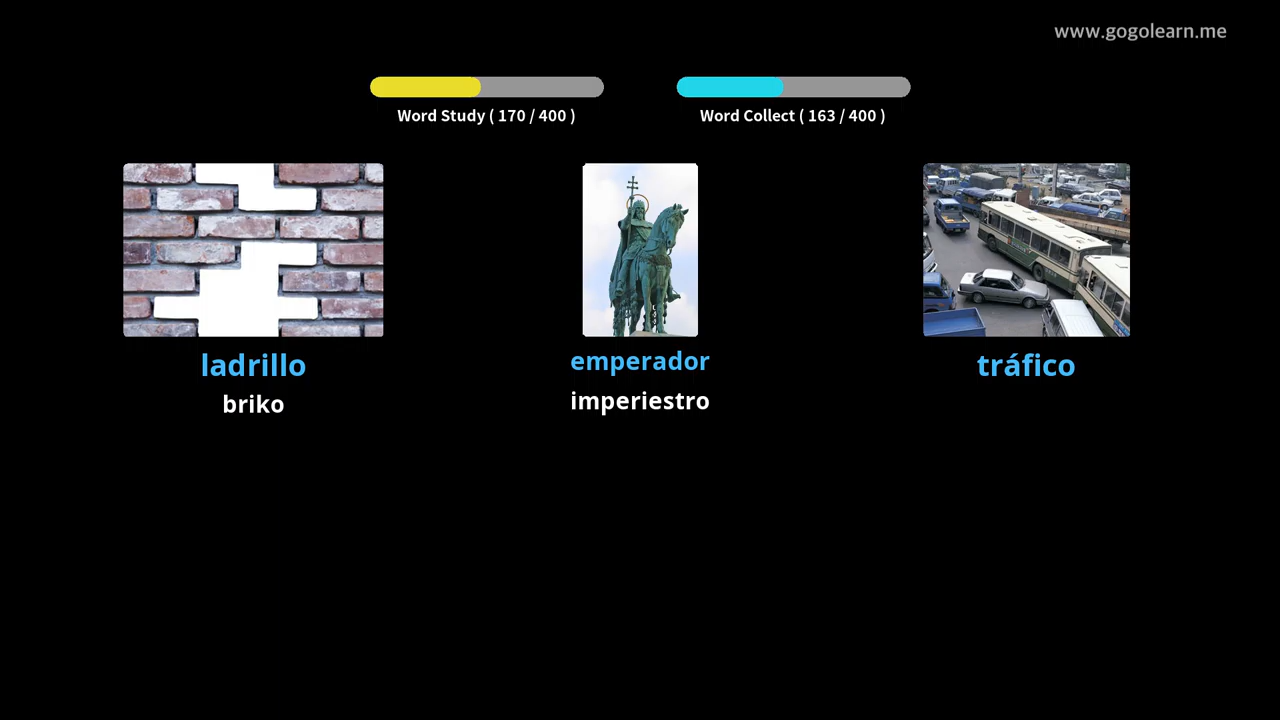 www.gogolearn.me
Word Study ( 170 / 400 )
Word Collect ( 163 / 400 )
ladrillo
emperador
tráfico
briko
imperiestro